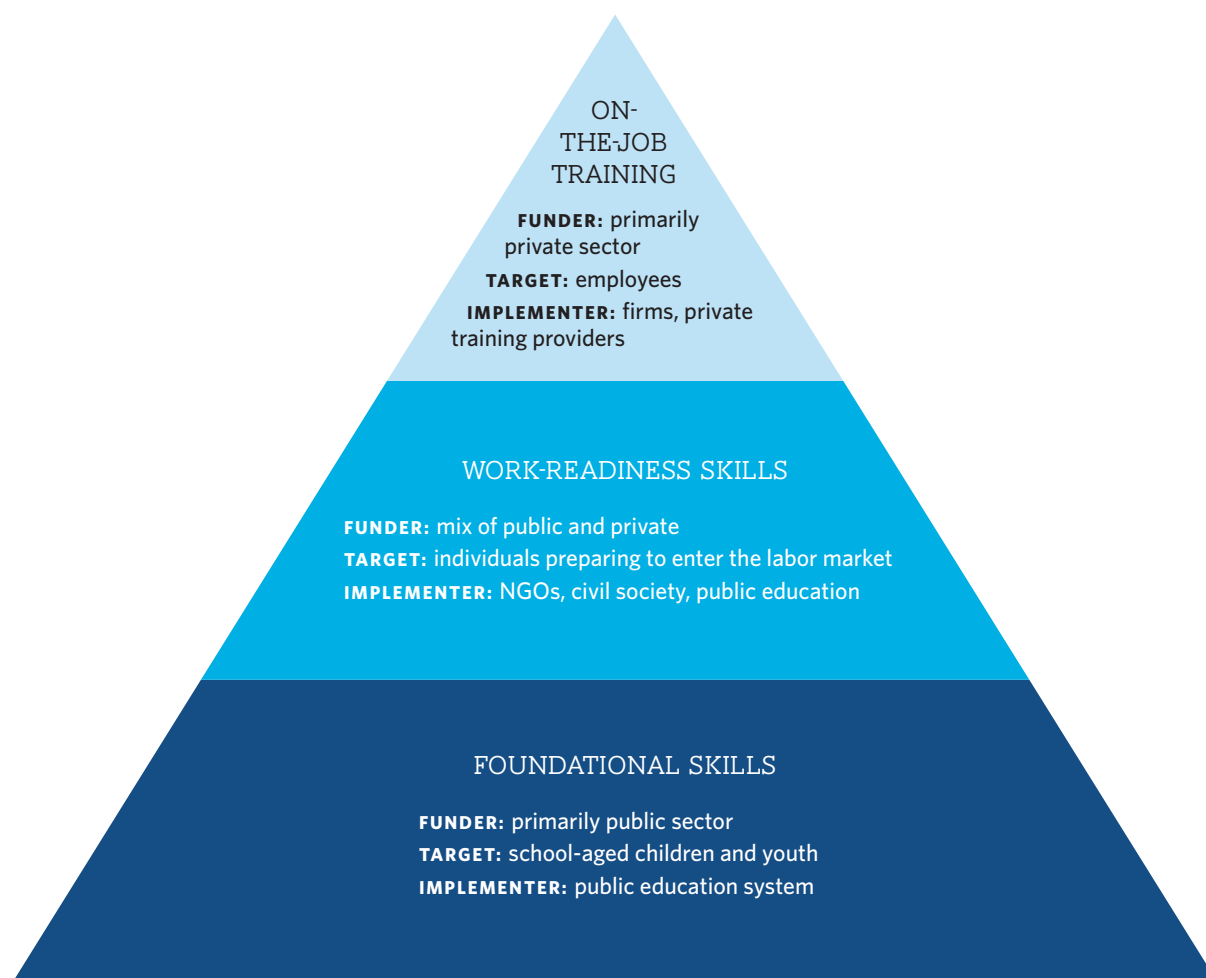 ON-
THE-JOB
TRAINING
FUNDER: primarily
private sector
TARGET: employees
IMPLEMENTER: firms, private
training providers
WORK-READINESS SKILLS
FUNDER: mix of public and private
TARGET: individuals preparing to enter the labor market
IMPLEMENTER: NGOs, civil society, public education
FOUNDATIONAL SKILLS
FUNDER: primarily public sector
TARGET: school-aged children and youth
IMPLEMENTER: public education system